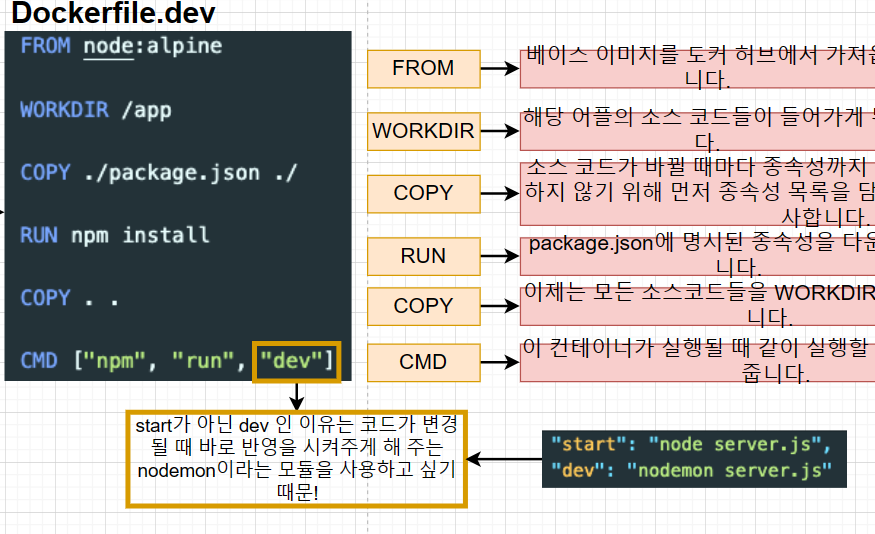 Dockerfile.dev
FROM node:alpine
WORKDIR /app
COPY ./package.json ./
RUN npm install
COPY . .
CMD ["npm", "run", "dev"]
FROM
베이스 이미지를 도커 허브에서 가져옵
니다.
WORKDIR
해당 어플의 소스 코드들이 들어가게
다.
COPY
소스 코드가 바뀔 때마다 종속성까지
하지 않기 위해 먼저 종속성 목록을 담
사합니다.
RUN
package.json에 명시된 종속성을 다운
니다.
COPY
이제는 모든 소스코드들을 WORKDIR
니다.
CMD
이 컨테이너가 실행될 때 같이 실행할
줍니다.
start가 아닌 dev 인 이유는 코드가 변경
될 때 바로 반영을 시켜주게 해 주는
nodemon이라는 모듈을 사용하고 싶기
때문!
"start": "node server.js",
"dev": "nodemon server.js"